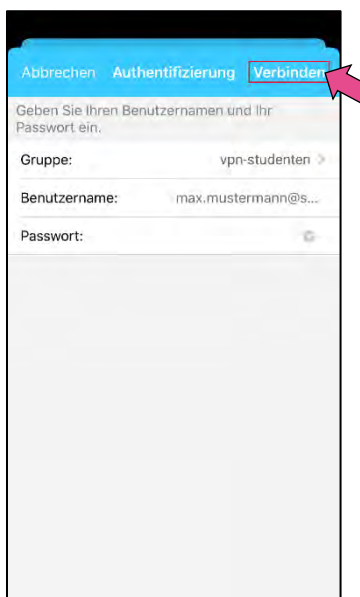 Abbrechen Authentifizierung Verbinden
Geben Sie Ihren Benutzernamen und Ihr
Passwort ein.
Gruppe: vpn-studenten >
Benutzername: max.mustermann@s...
Passwort: